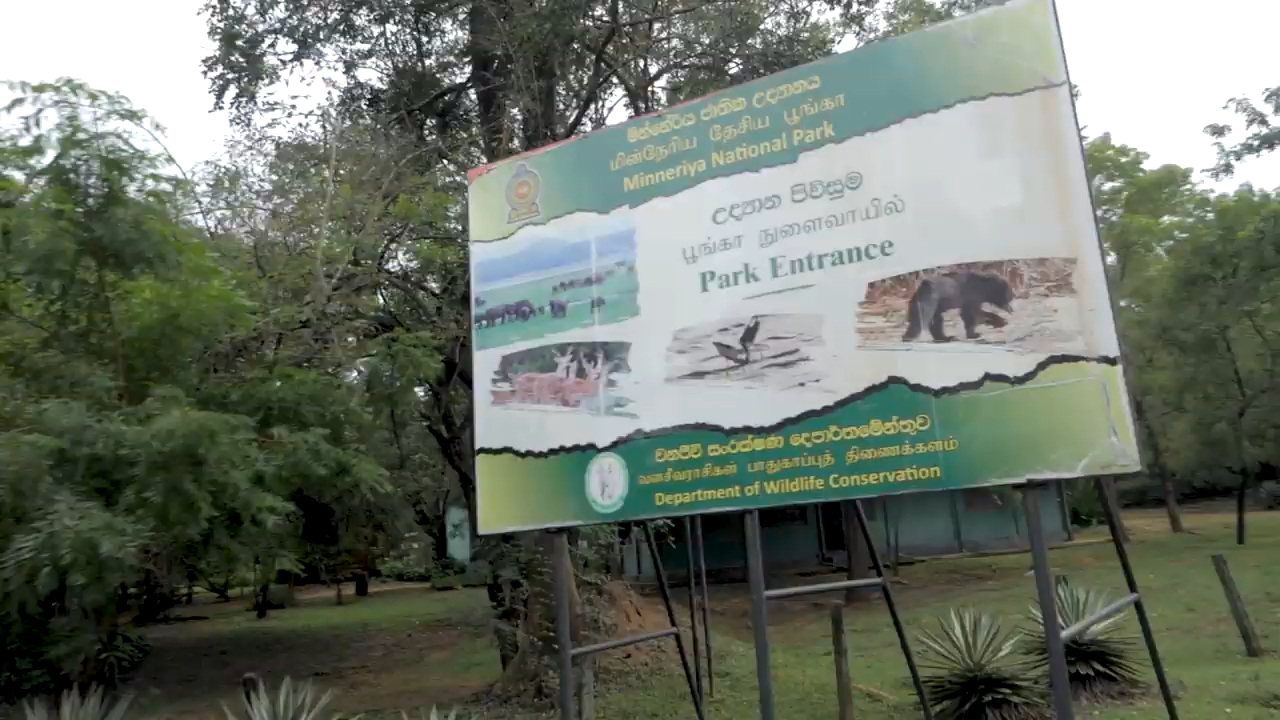 මින්නේරිය ජාතික උද්‍යානය
மின்நேரிய தேசிய பூங்கா
Minneriya National Park
උද්‍යාන පිවිසුම
பூங்கா நுளைவாயில்
Park Entrance
වනජීවී සංරක්ෂණ දෙපාර්තමේන්තුව
வனசீவராசிகள் பாதுகாப்புத் திணைக்களம்
Department of Wildlife Conservation